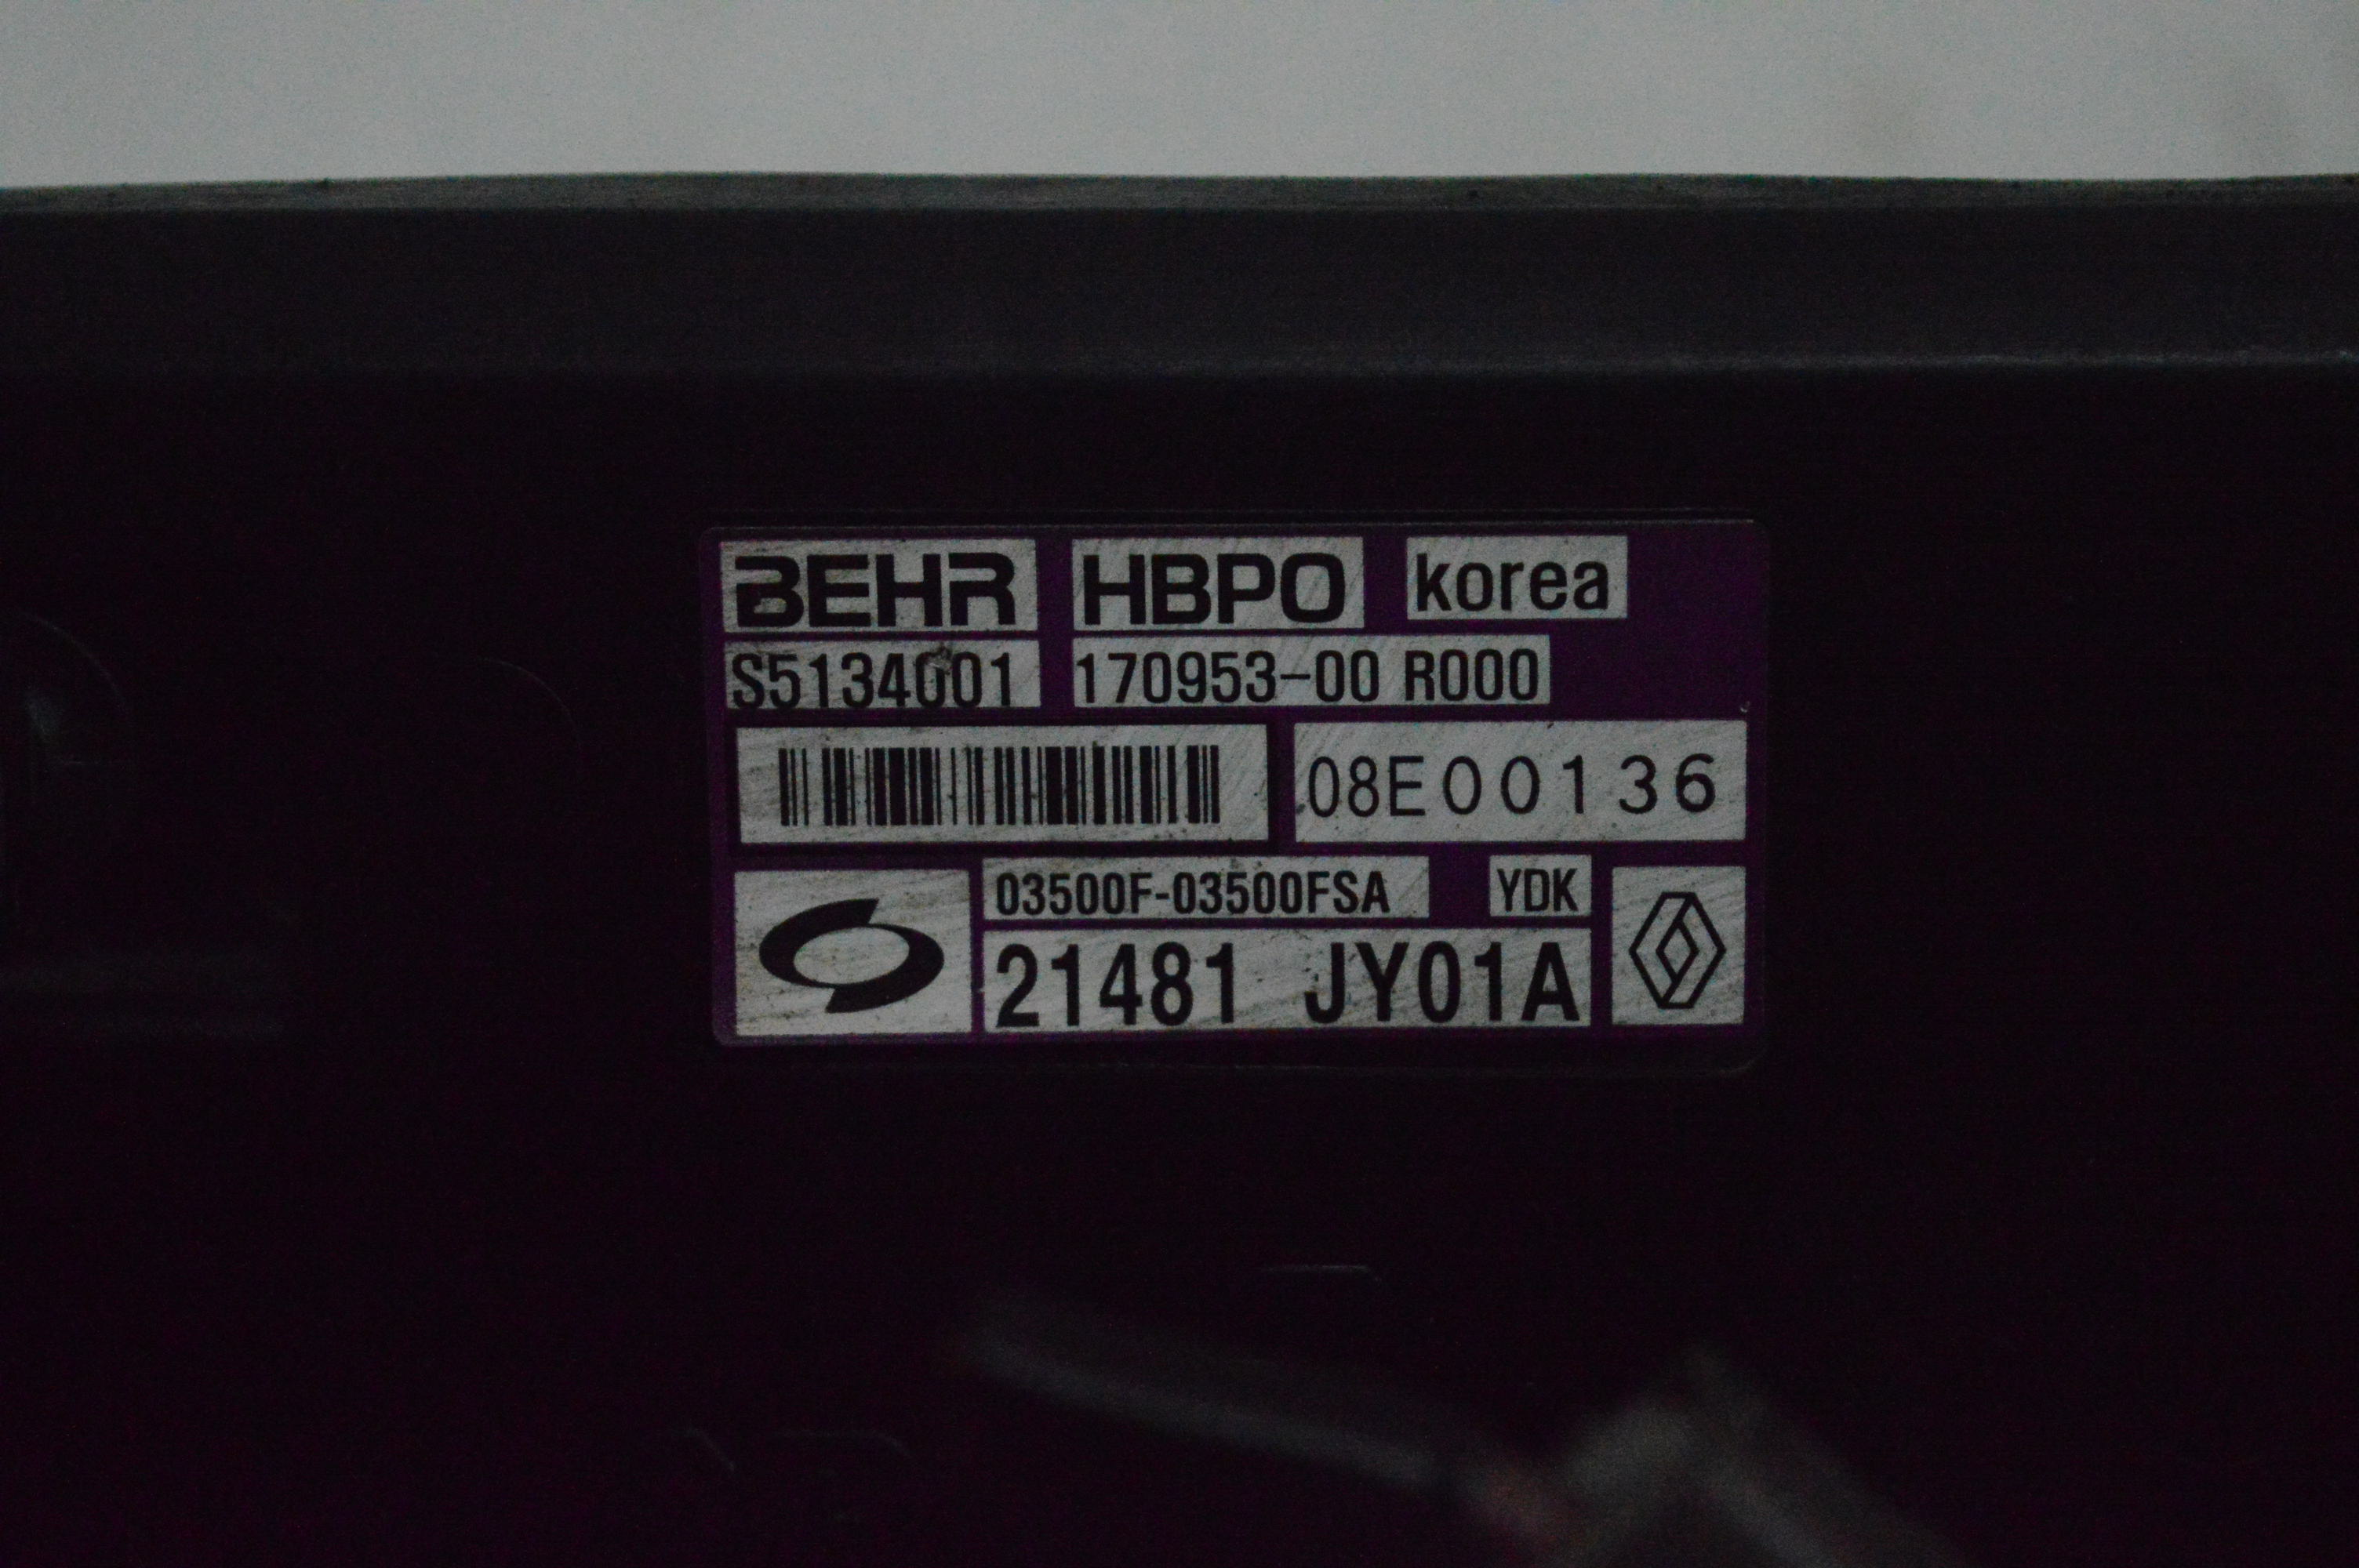 BEHR HBPO korea
S5134001 170953-00 R000
08E00136
03500F-03500FSA YDK
21481 JY01A